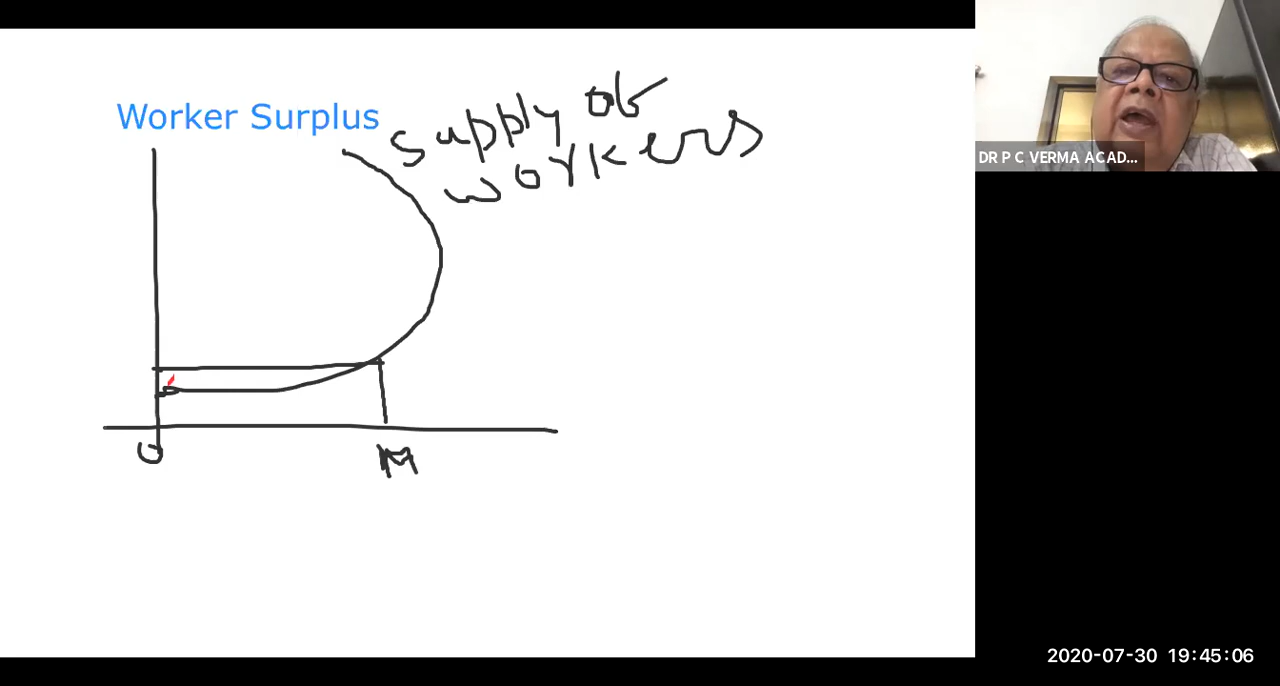 Worker Surplus
supply of
workers
O
M
DR P C VERMA ACAD...
2020-07-30 19:45:06